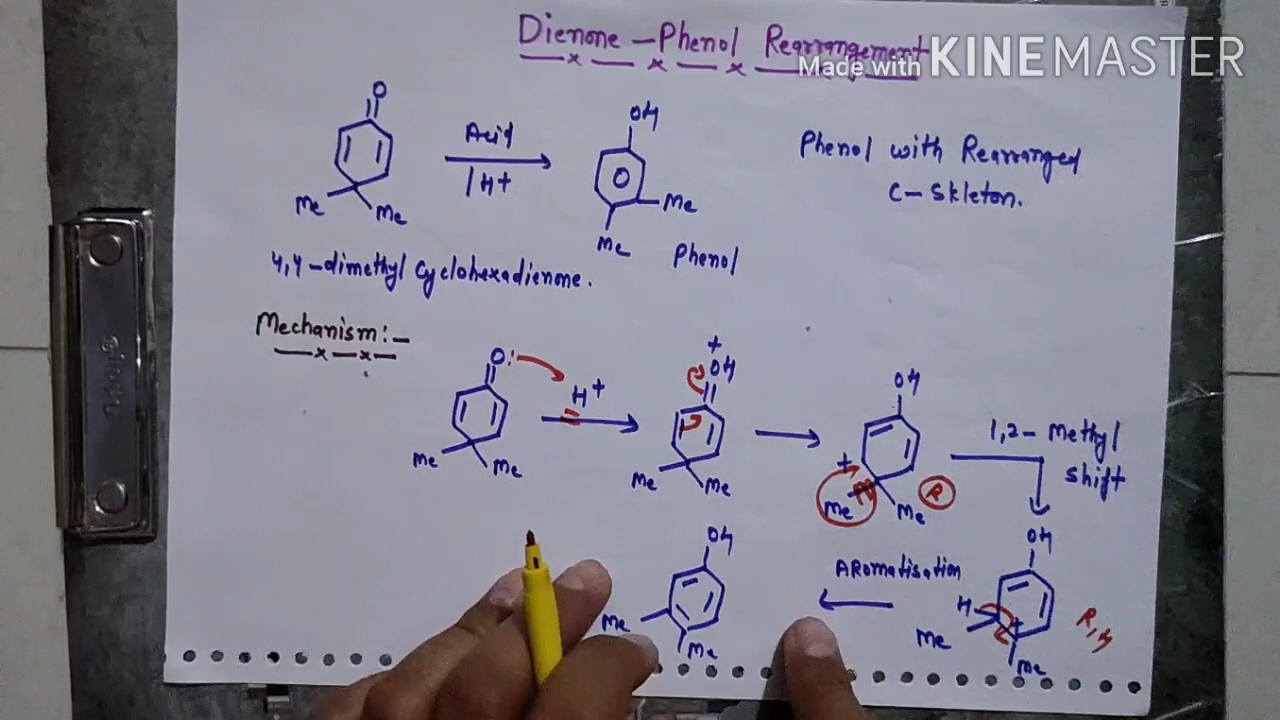 Dienone - Phenol Rearrangement
Made with KINEMASTER
O
OH
Acid
/H+
Me
Me
Me
Me
Phenol
Phenol with Rearranged
C - Skleton.
4,4-dimethyl cyclohexadienone.
Mechanism:-
O:
H+
Me
Me
+
OH
Me
Me
OH
+
Me
Me
R
1,2- Methyl
Shift
OH
H
Me
+
Me
R, H
ARomatisation
OH
Me
Me